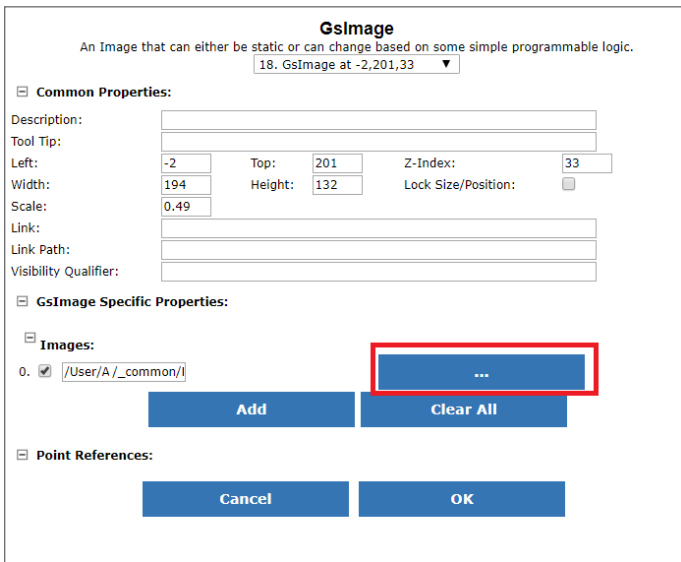 GsImage
An Image that can either be static or can change based on some simple programmable logic.
18. GsImage at -2,201,33
Common Properties:
Description:
Tool Tip:
Left: -2 Top: 201 Z-Index: 33
Width: 194 Height: 132 Lock Size/Position:
Scale: 0.49
Link:
Link Path:
Visibility Qualifier:
GsImage Specific Properties:
Images:
0. /User/A /_common/I ...
Add Clear All
Point References:
Cancel OK